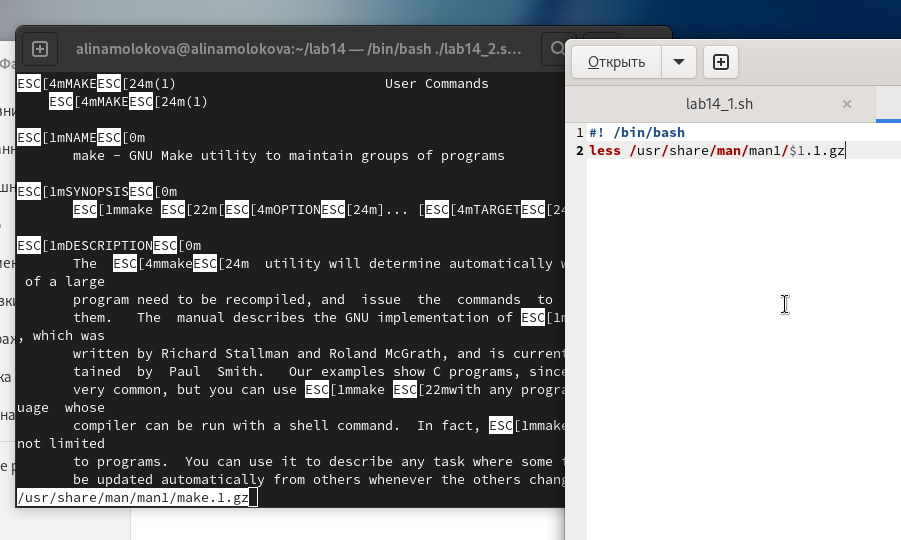 alinamolokova@alinamolokova:~/lab14 — /bin/bash ./lab14_2.s…
ESC[4mMAKEESC[24m(1) User Commands
ESC[4mMAKEESC[24m(1)
ESC[1mNAMEESC[0m
make – GNU Make utility to maintain groups of programs
ESC[1mSYNOPSISESC[0m
ESC[1mmake ESC[22m[ESC[4mOPTIONESC[24m]... [ESC[4mTARGETESC[24
ESC[1mDESCRIPTIONESC[0m
The ESC[4mmakeESC[24m utility will determine automatically w
of a large
program need to be recompiled, and issue the commands to
them. The manual describes the GNU implementation of ESC[1m
, which was
written by Richard Stallman and Roland McGrath, and is current
tained by Paul Smith. Our examples show C programs, since
very common, but you can use ESC[1mmake ESC[22mwith any progra
uage whose
compiler can be run with a shell command. In fact, ESC[1mmake
not limited
to programs. You can use it to describe any task where some f
be updated automatically from others whenever the others chang
/usr/share/man/man1/make.1.gz
Открыть
lab14_1.sh ×
1 #! /bin/bash
2 less /usr/share/man/man1/$1.1.gz